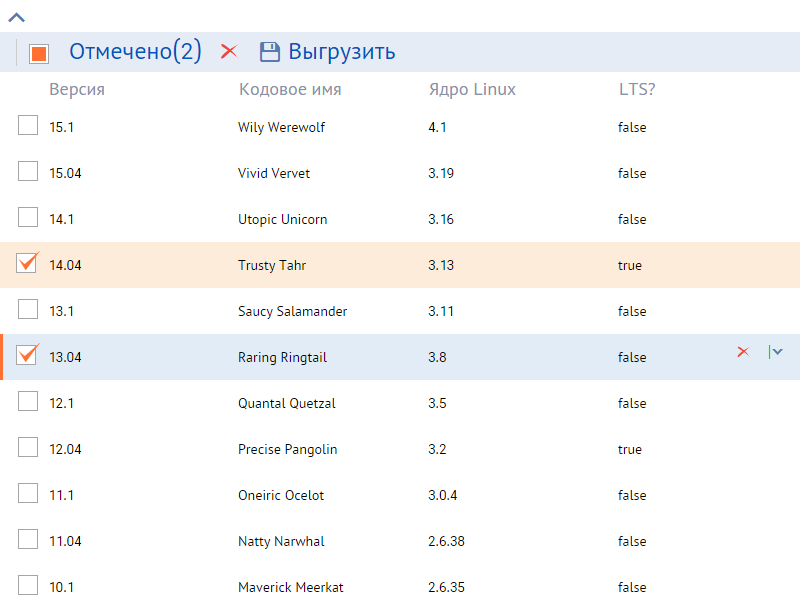 Отмечено(2) Выгрузить
Версия Кодовое имя Ядро Linux LTS?
15.1 Wily Werewolf 4.1 false
15.04 Vivid Vervet 3.19 false
14.1 Utopic Unicorn 3.16 false
14.04 Trusty Tahr 3.13 true
13.1 Saucy Salamander 3.11 false
13.04 Raring Ringtail 3.8 false
12.1 Quantal Quetzal 3.5 false
12.04 Precise Pangolin 3.2 true
11.1 Oneiric Ocelot 3.0.4 false
11.04 Natty Narwhal 2.6.38 false
10.1 Maverick Meerkat 2.6.35 false